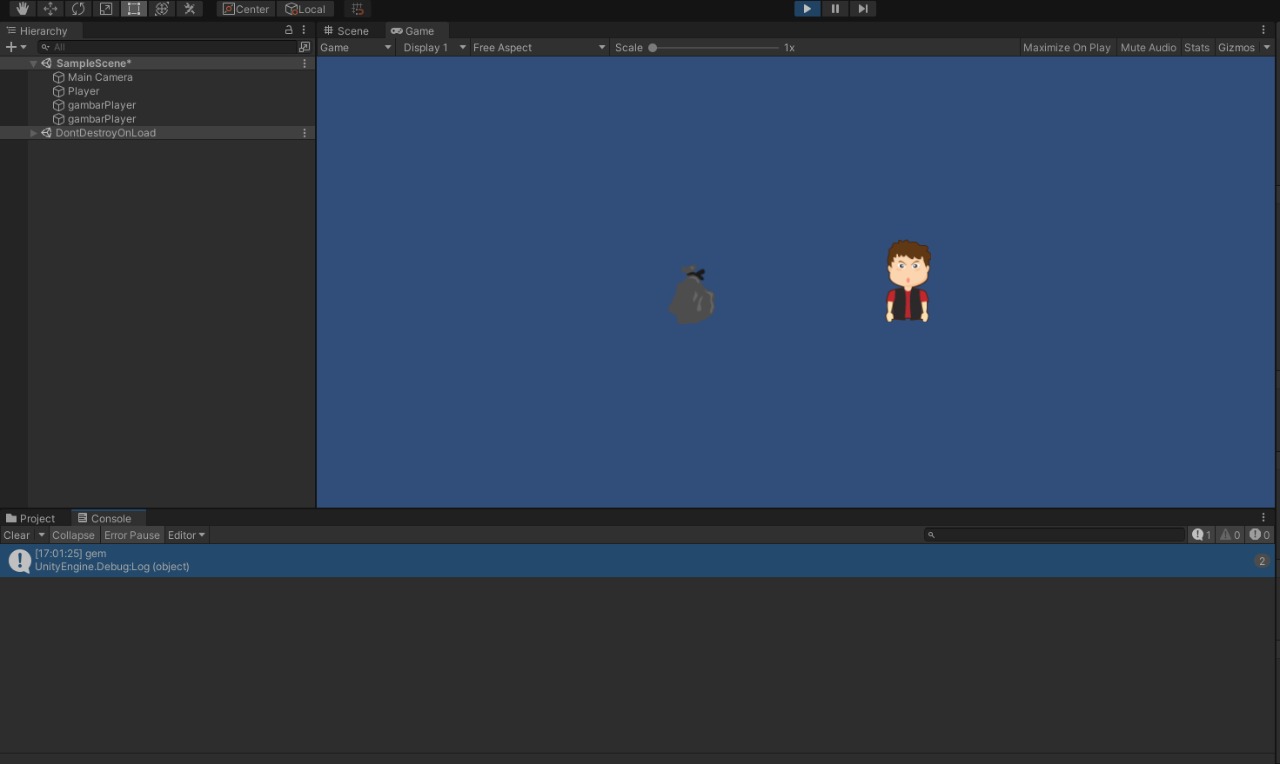 Center Local
Hierarchy
All
SampleScene*
Main Camera
Player
gambarPlayer
gambarPlayer
DontDestroyOnLoad
Scene Game
Game Display 1 Free Aspect Scale 1x Maximize On Play Mute Audio Stats Gizmos
Project Console
Clear Collapse Error Pause Editor 1 0 0
[17:01:25] gem
UnityEngine.Debug:Log (object)
2